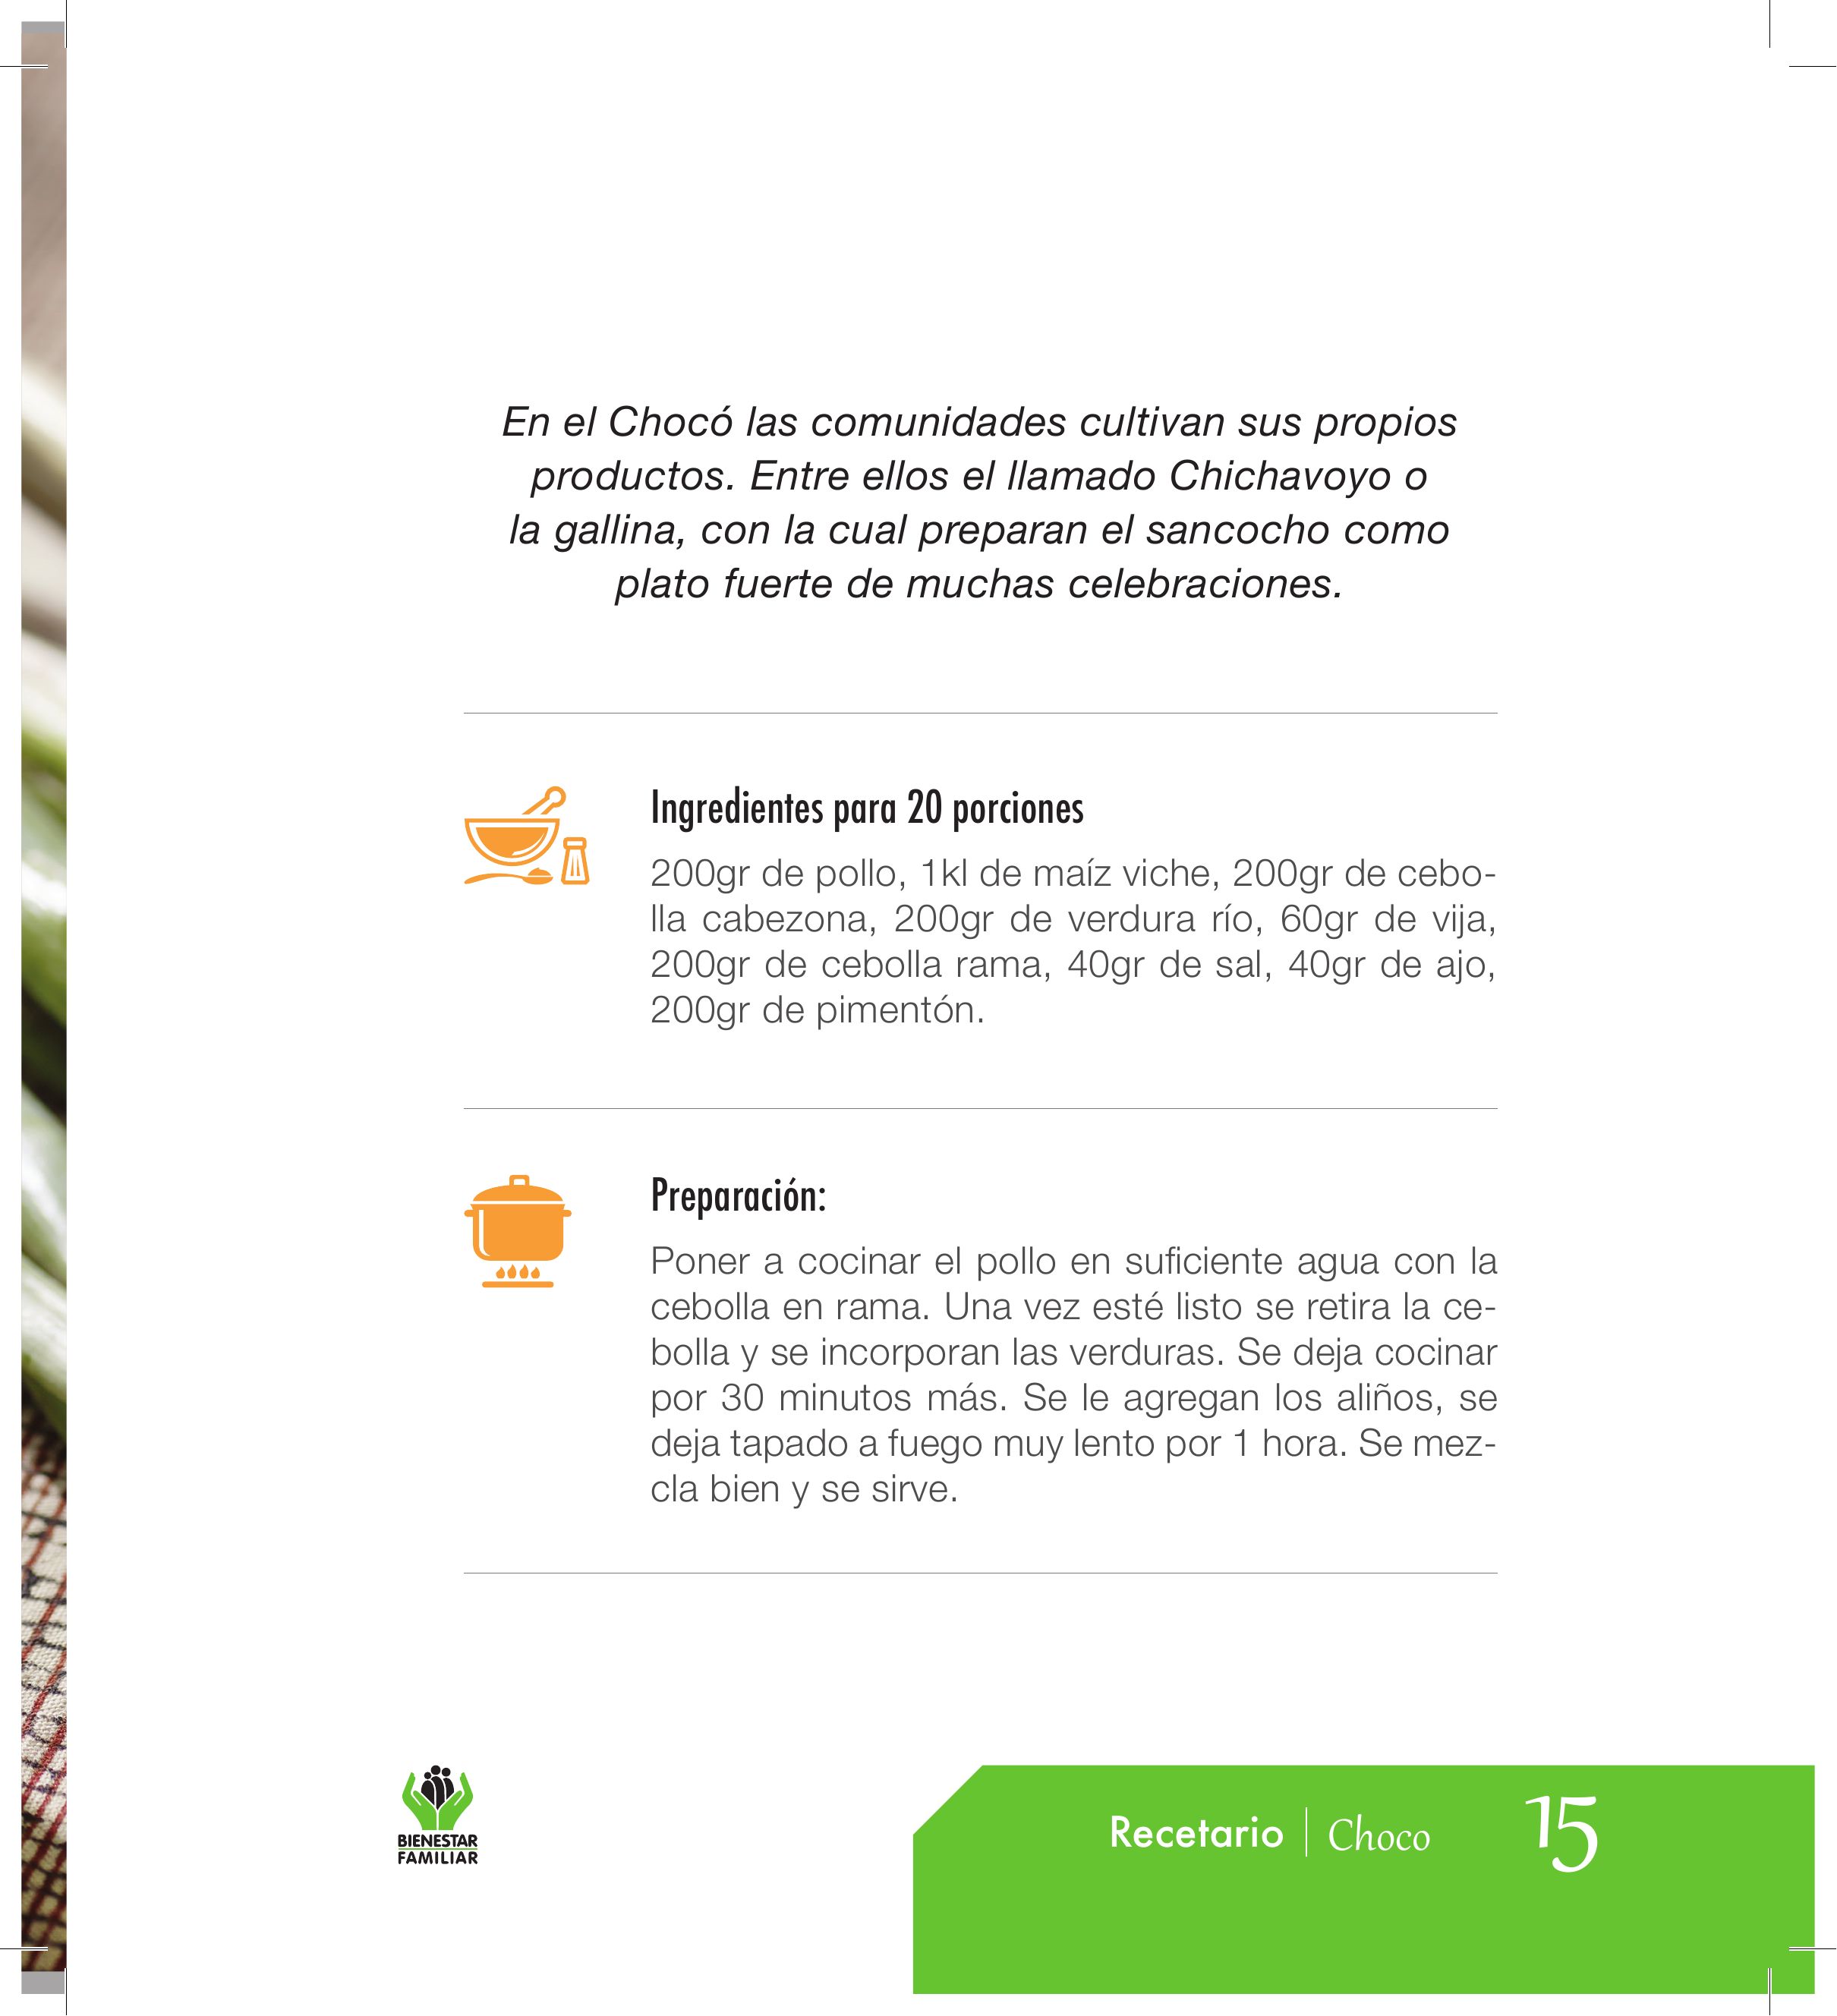 En el Chocó las comunidades cultivan sus propios
productos. Entre ellos el llamado Chichavoyo o
la gallina, con la cual preparan el sancocho como
plato fuerte de muchas celebraciones.
Ingredientes para 20 porciones
200gr de pollo, 1kl de maíz viche, 200gr de cebo-
lla cabezona, 200gr de verdura río, 60gr de vija,
200gr de cebolla rama, 40gr de sal, 40gr de ajo,
200gr de pimentón.
Preparación:
Poner a cocinar el pollo en suficiente agua con la
cebolla en rama. Una vez esté listo se retira la ce-
bolla y se incorporan las verduras. Se deja cocinar
por 30 minutos más. Se le agregan los aliños, se
deja tapado a fuego muy lento por 1 hora. Se mez-
cla bien y se sirve.
BIENESTAR
FAMILIAR
Recetario | Choco 15